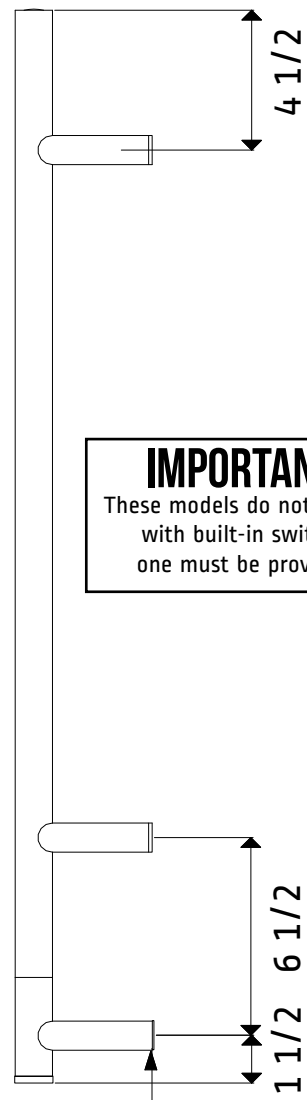 4 1/2
IMPORTAN
These models do not
with built-in swit
one must be prov
6 1/2
1 1/2